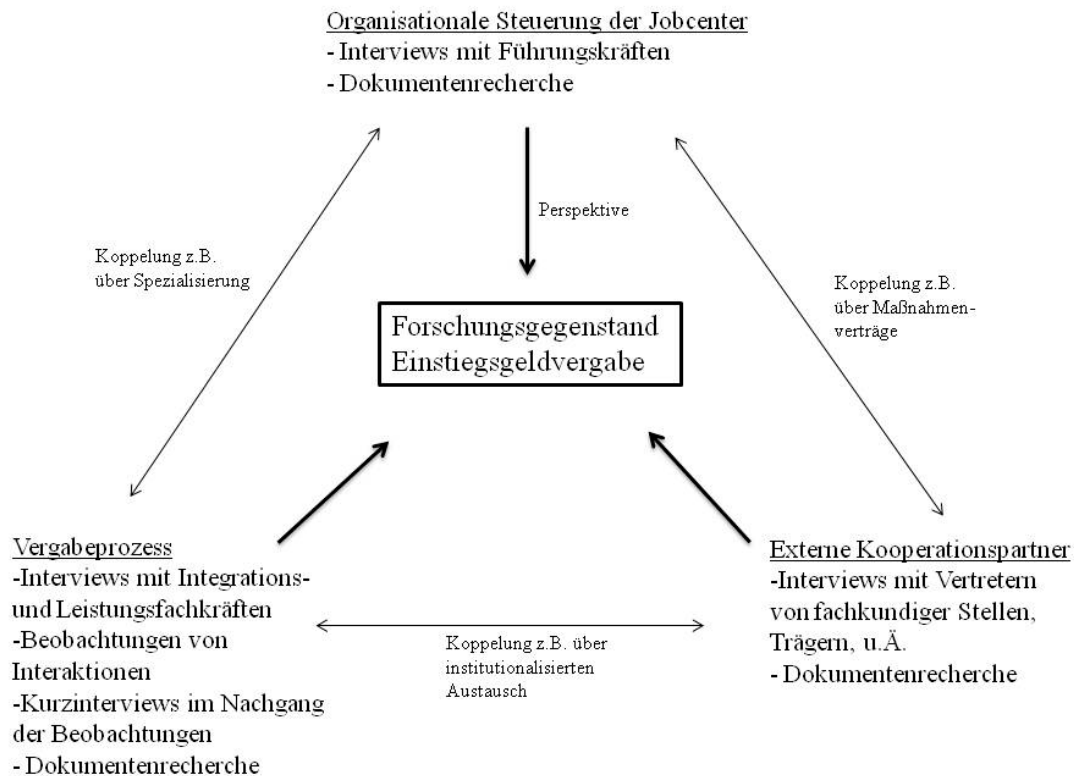 Organisationale Steuerung der Jobcenter
- Interviews mit Führungskräften
- Dokumentenrecherche
Perspektive
Koppelung z.B.
über Spezialisierung
Koppelung z.B.
über Maßnahmen-
verträge
Forschungsgegenstand
Einstiegsgeldvergabe
Vergabeprozess
-Interviews mit Integrations-
und Leistungsfachkräften
-Beobachtungen von
Interaktionen
-Kurzinterviews im Nachgang
der Beobachtungen
- Dokumentenrecherche
Koppelung z.B. über
institutionalisierten
Austausch
Externe Kooperationspartner
-Interviews mit Vertretern
von fachkundiger Stellen,
Trägern, u.Ä.
- Dokumentenrecherche